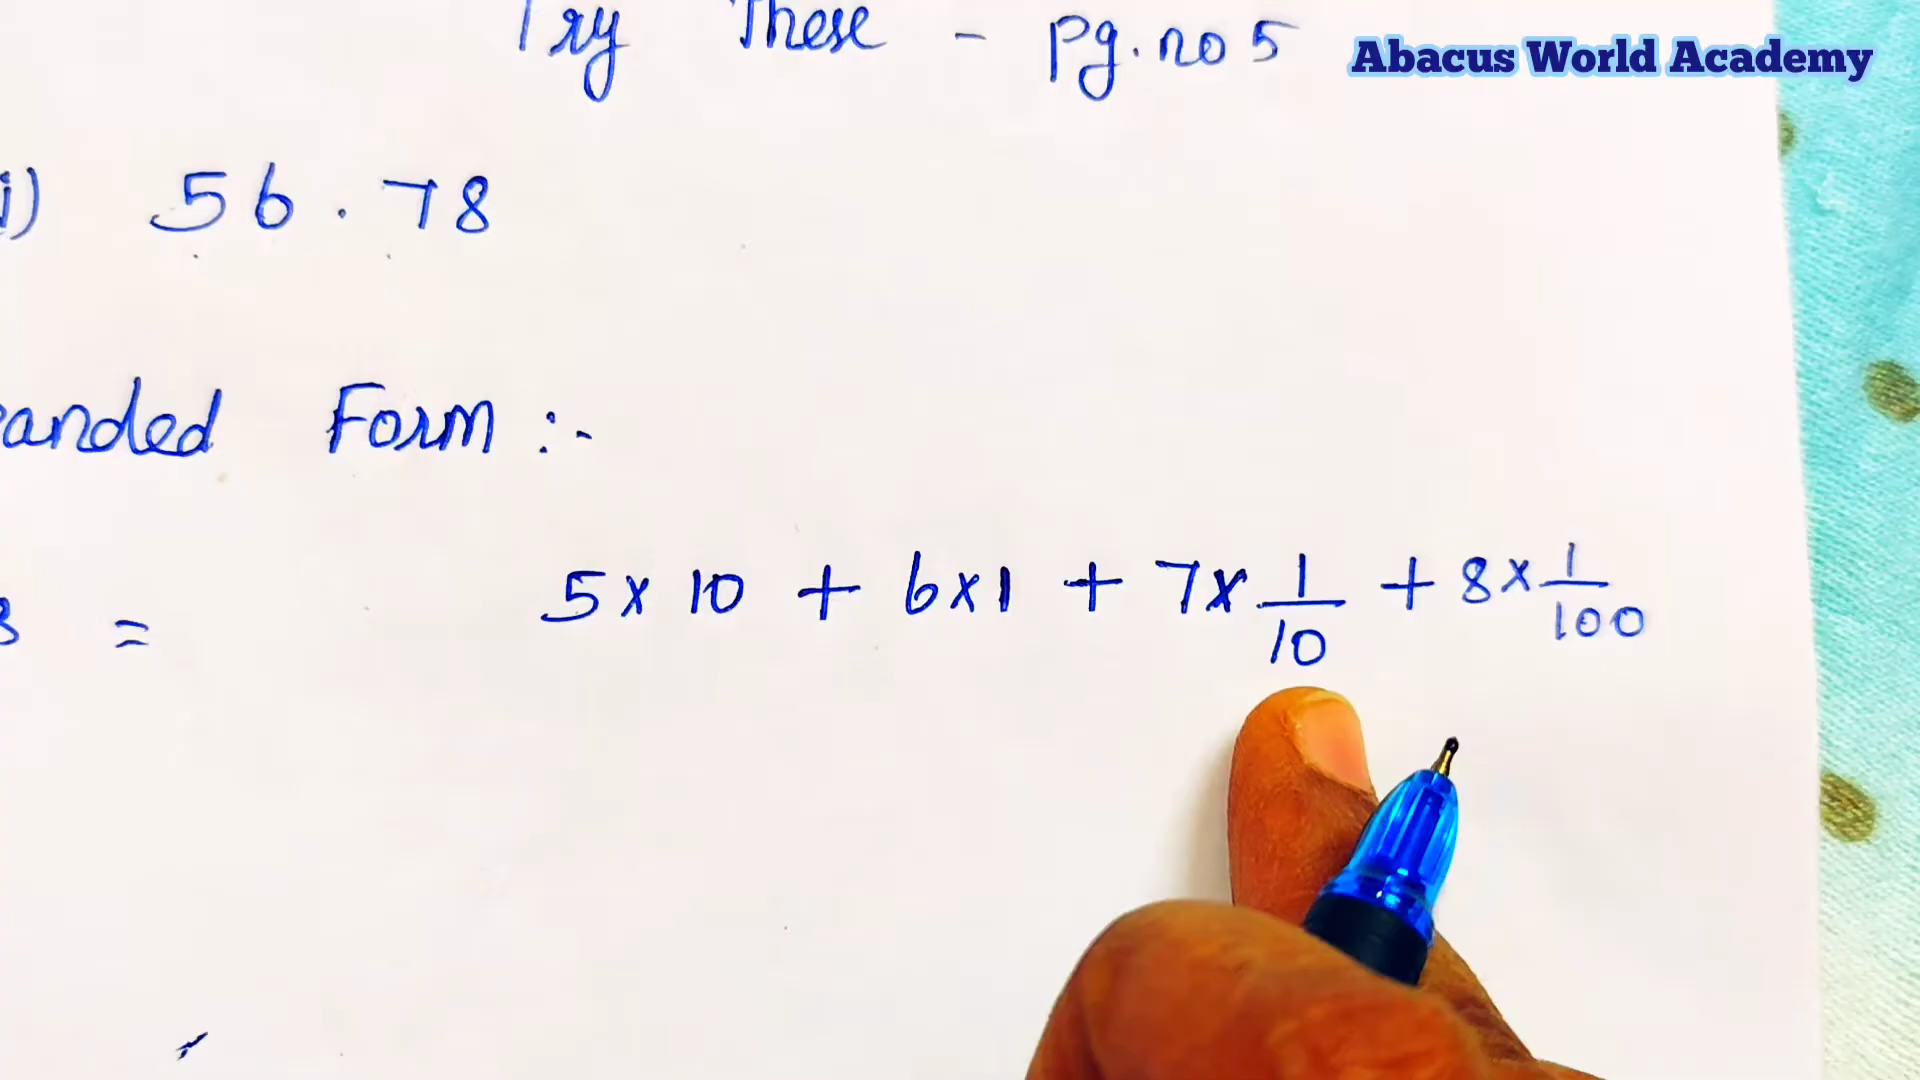 Try These - Pg.no 5
Abacus World Academy
i) 56.78
anded Form :-
8 = 5 x 10 + 6 x 1 + 7 x 1/10 + 8 x 1/100